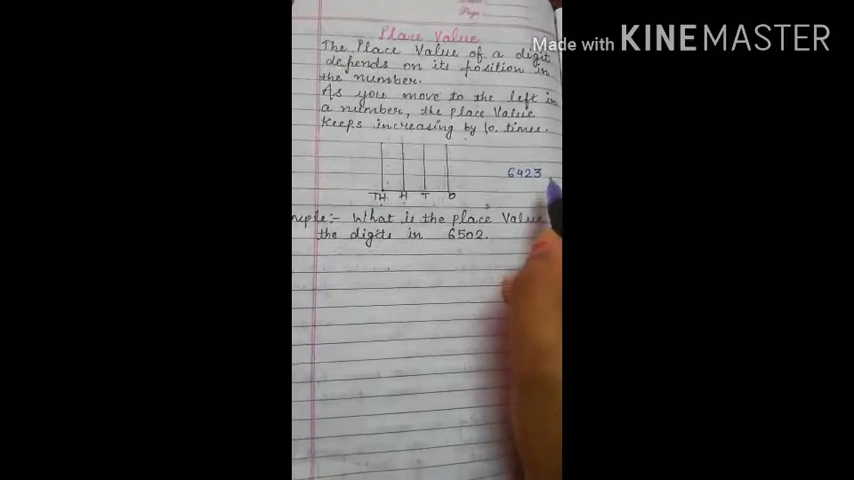 Page
Place Value
The Place Value of a digit
depends on its position in
the number.
As you move to the left in
a number, the place Value
keeps increasing by 10 times.
6423
TH H T O
mple:- What is the place Value
the digits in 6502.
Made with KINEMASTER